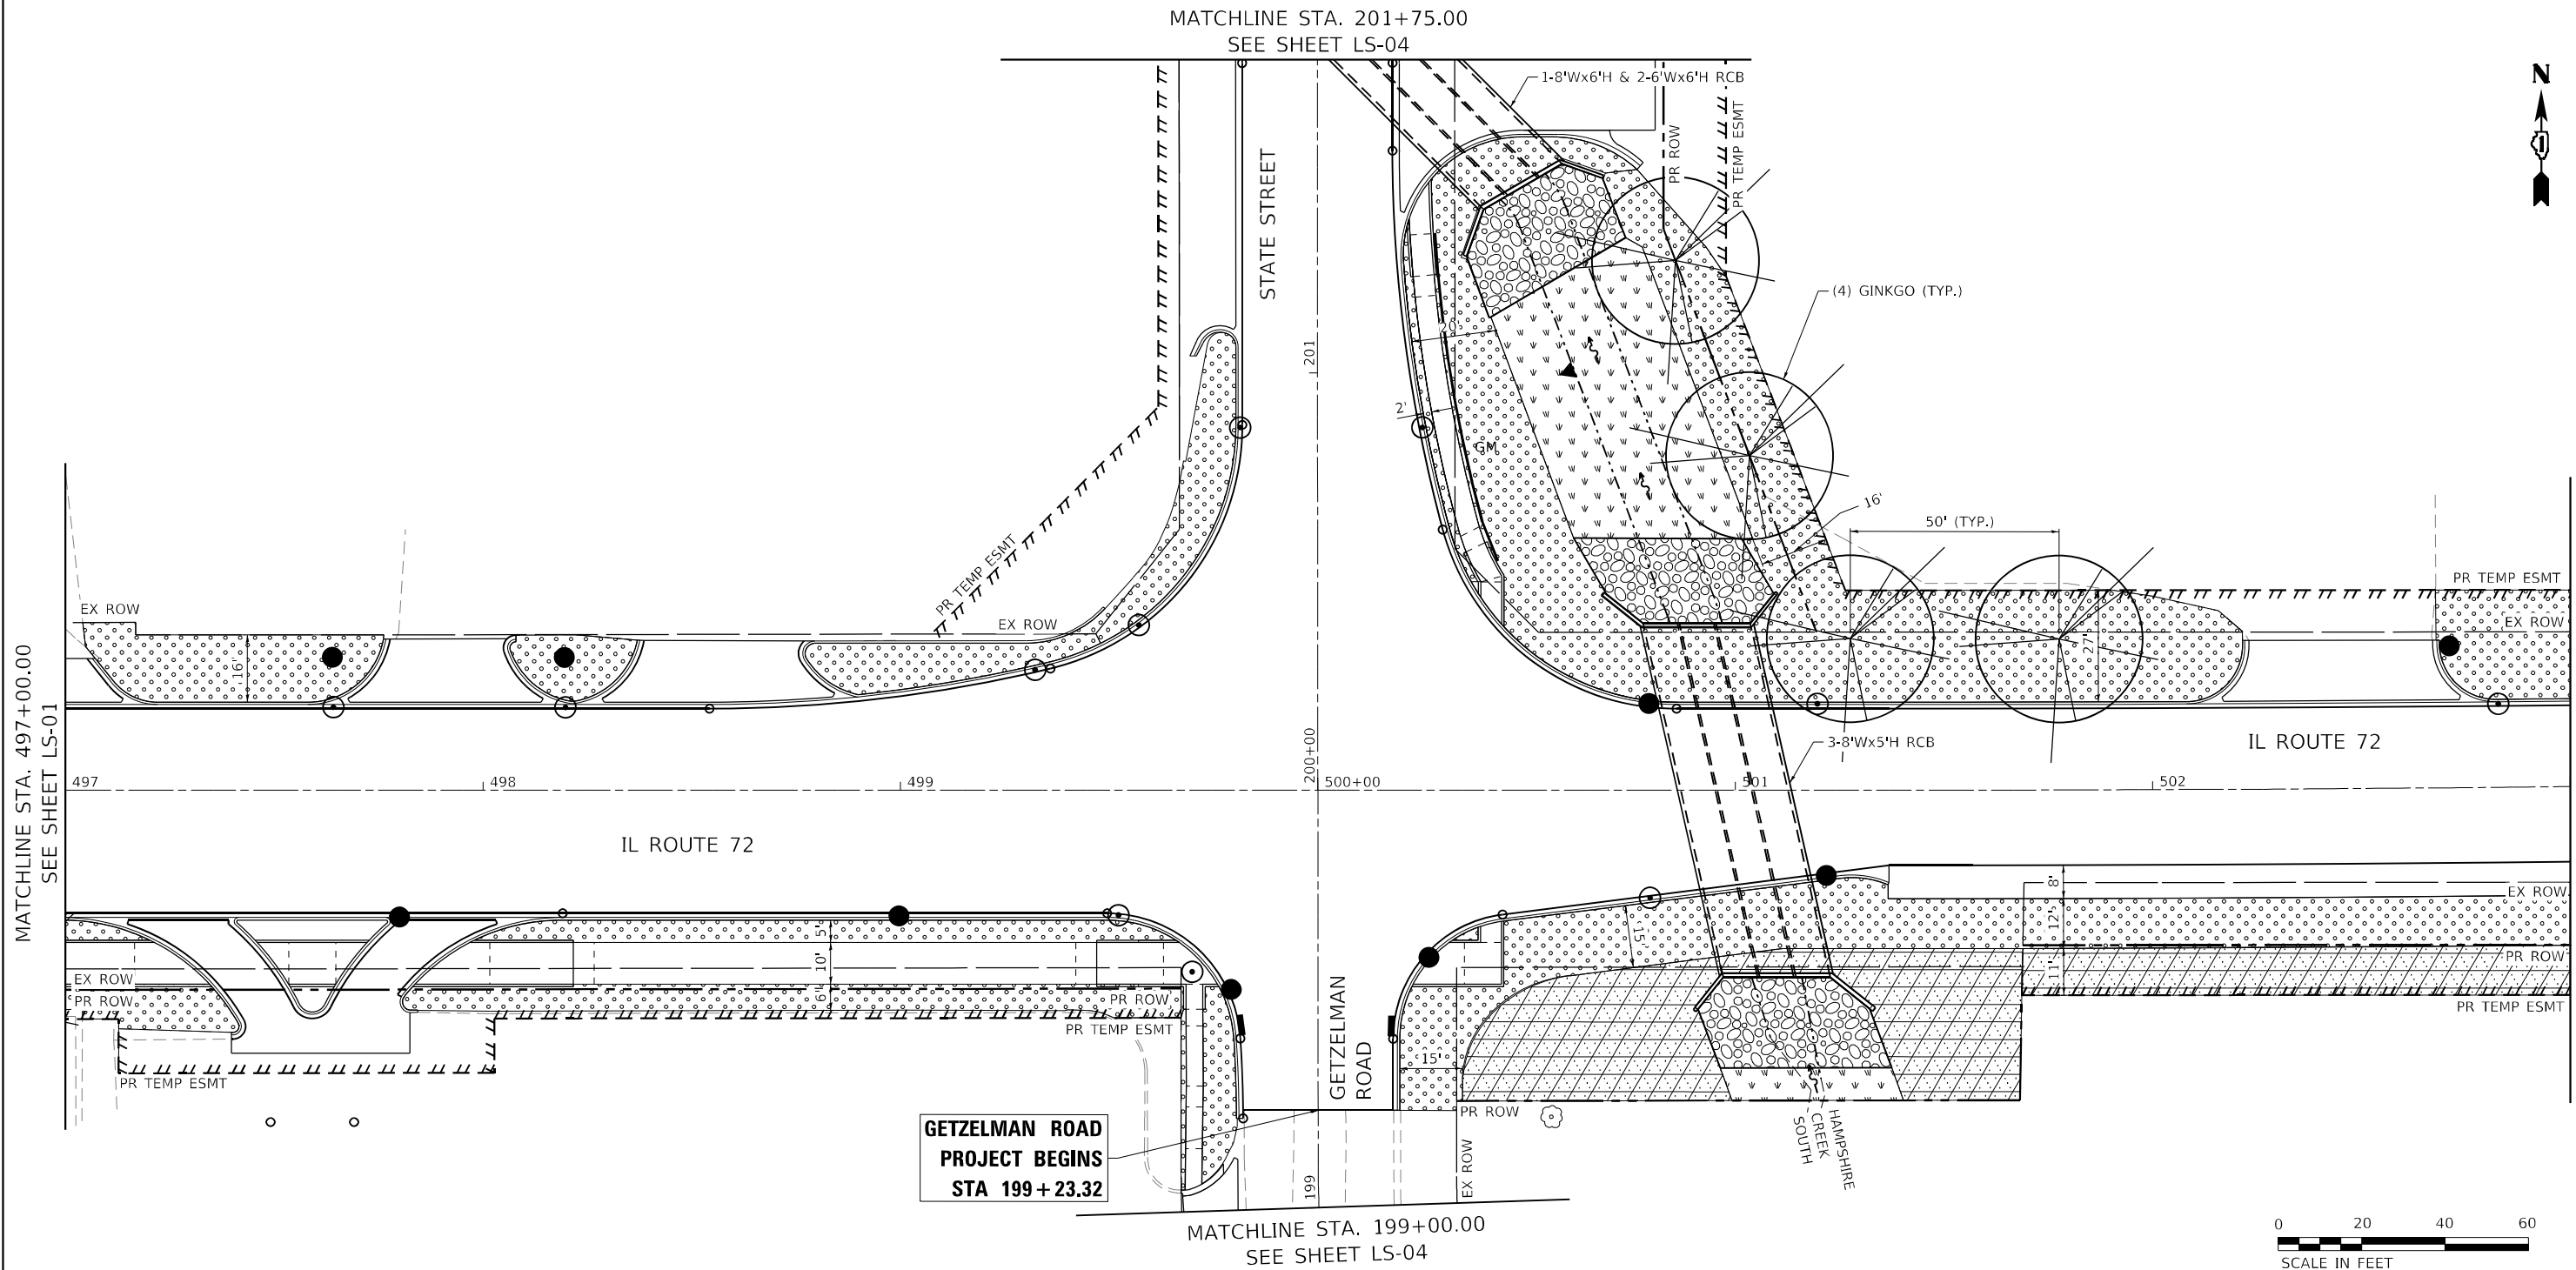 MATCHLINE STA. 201+75.00
SEE SHEET LS-04
1-8'Wx6'H & 2-6'Wx6'H RCB
N
1
PR ROW
PR TEMP ESMT
STATE STREET
(4) GINKGO (TYP.)
20'
201
2'
GM
16'
50' (TYP.)
PR TEMP ESMT
EX ROW
PR TEMP ESMT
EX ROW
EX ROW
16'
27'
MATCHLINE STA. 497+00.00
SEE SHEET LS-01
200+00
3-8'Wx5'H RCB
IL ROUTE 72
497
498
499
500+00
501
502
IL ROUTE 72
8'
EX ROW
12'
5'
15'
10'
11'
PR ROW
EX ROW
PR ROW
6'
PR ROW
PR TEMP ESMT
PR TEMP ESMT
GETZELMAN
ROAD
15'
PR TEMP ESMT
PR ROW
GETZELMAN ROAD
PROJECT BEGINS
STA 199+23.32
HAMPSHIRE
CREEK
SOUTH
EX ROW
199
MATCHLINE STA. 199+00.00
SEE SHEET LS-04
0 20 40 60
SCALE IN FEET